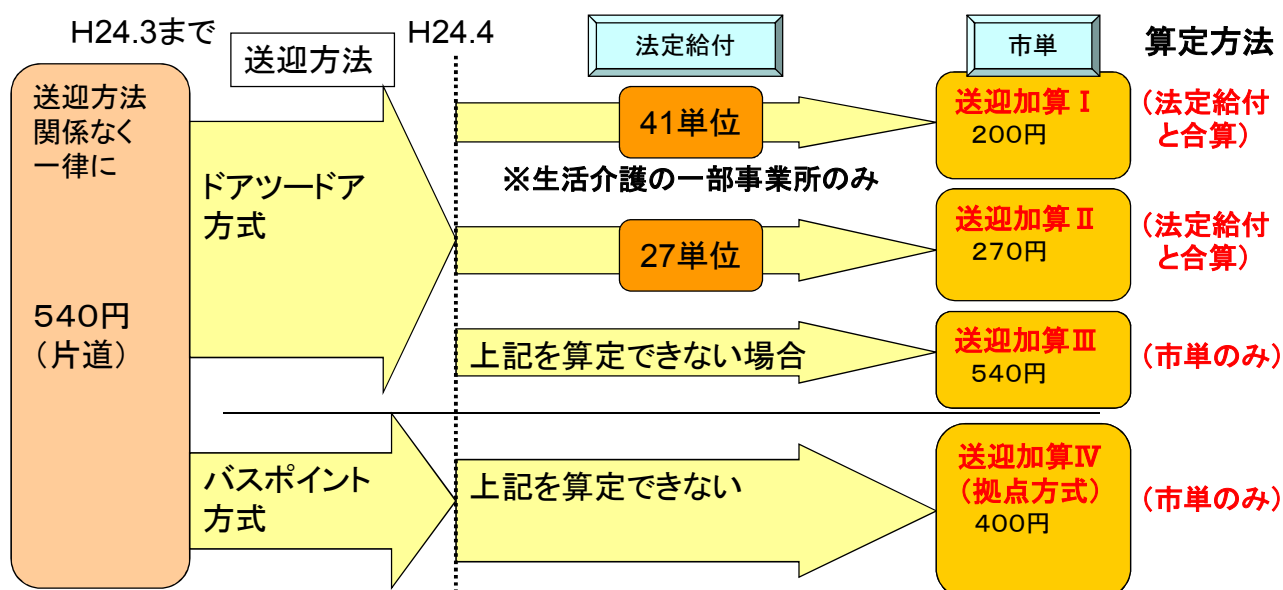 H24.3まで
H24.4
法定給付
市単
算定方法
送迎方法
送迎方法
関係なく
一律に
540円
（片道）
ドアツードア
方式
41単位
送迎加算Ⅰ
200円
（法定給付
と合算）
※生活介護の一部事業所のみ
27単位
送迎加算Ⅱ
270円
（法定給付
と合算）
上記を算定できない場合
送迎加算Ⅲ
540円
（市単のみ）
バスポイント
方式
上記を算定できない
送迎加算Ⅳ
（拠点方式）
400円
（市単のみ）